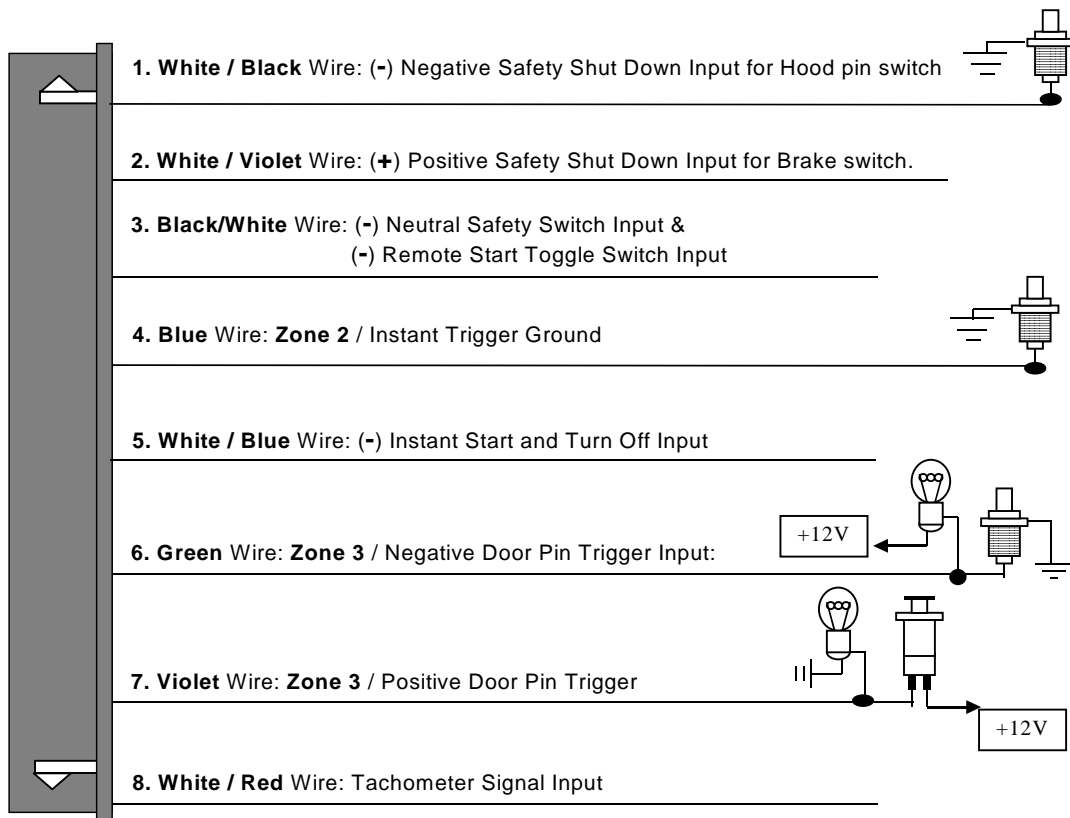 1. White / Black Wire: (-) Negative Safety Shut Down Input for Hood pin switch
2. White / Violet Wire: (+) Positive Safety Shut Down Input for Brake switch.
3. Black/White Wire: (-) Neutral Safety Switch Input &
(-) Remote Start Toggle Switch Input
4. Blue Wire: Zone 2 / Instant Trigger Ground
5. White / Blue Wire: (-) Instant Start and Turn Off Input
+12V
6. Green Wire: Zone 3 / Negative Door Pin Trigger Input:
7. Violet Wire: Zone 3 / Positive Door Pin Trigger
+12V
8. White / Red Wire: Tachometer Signal Input